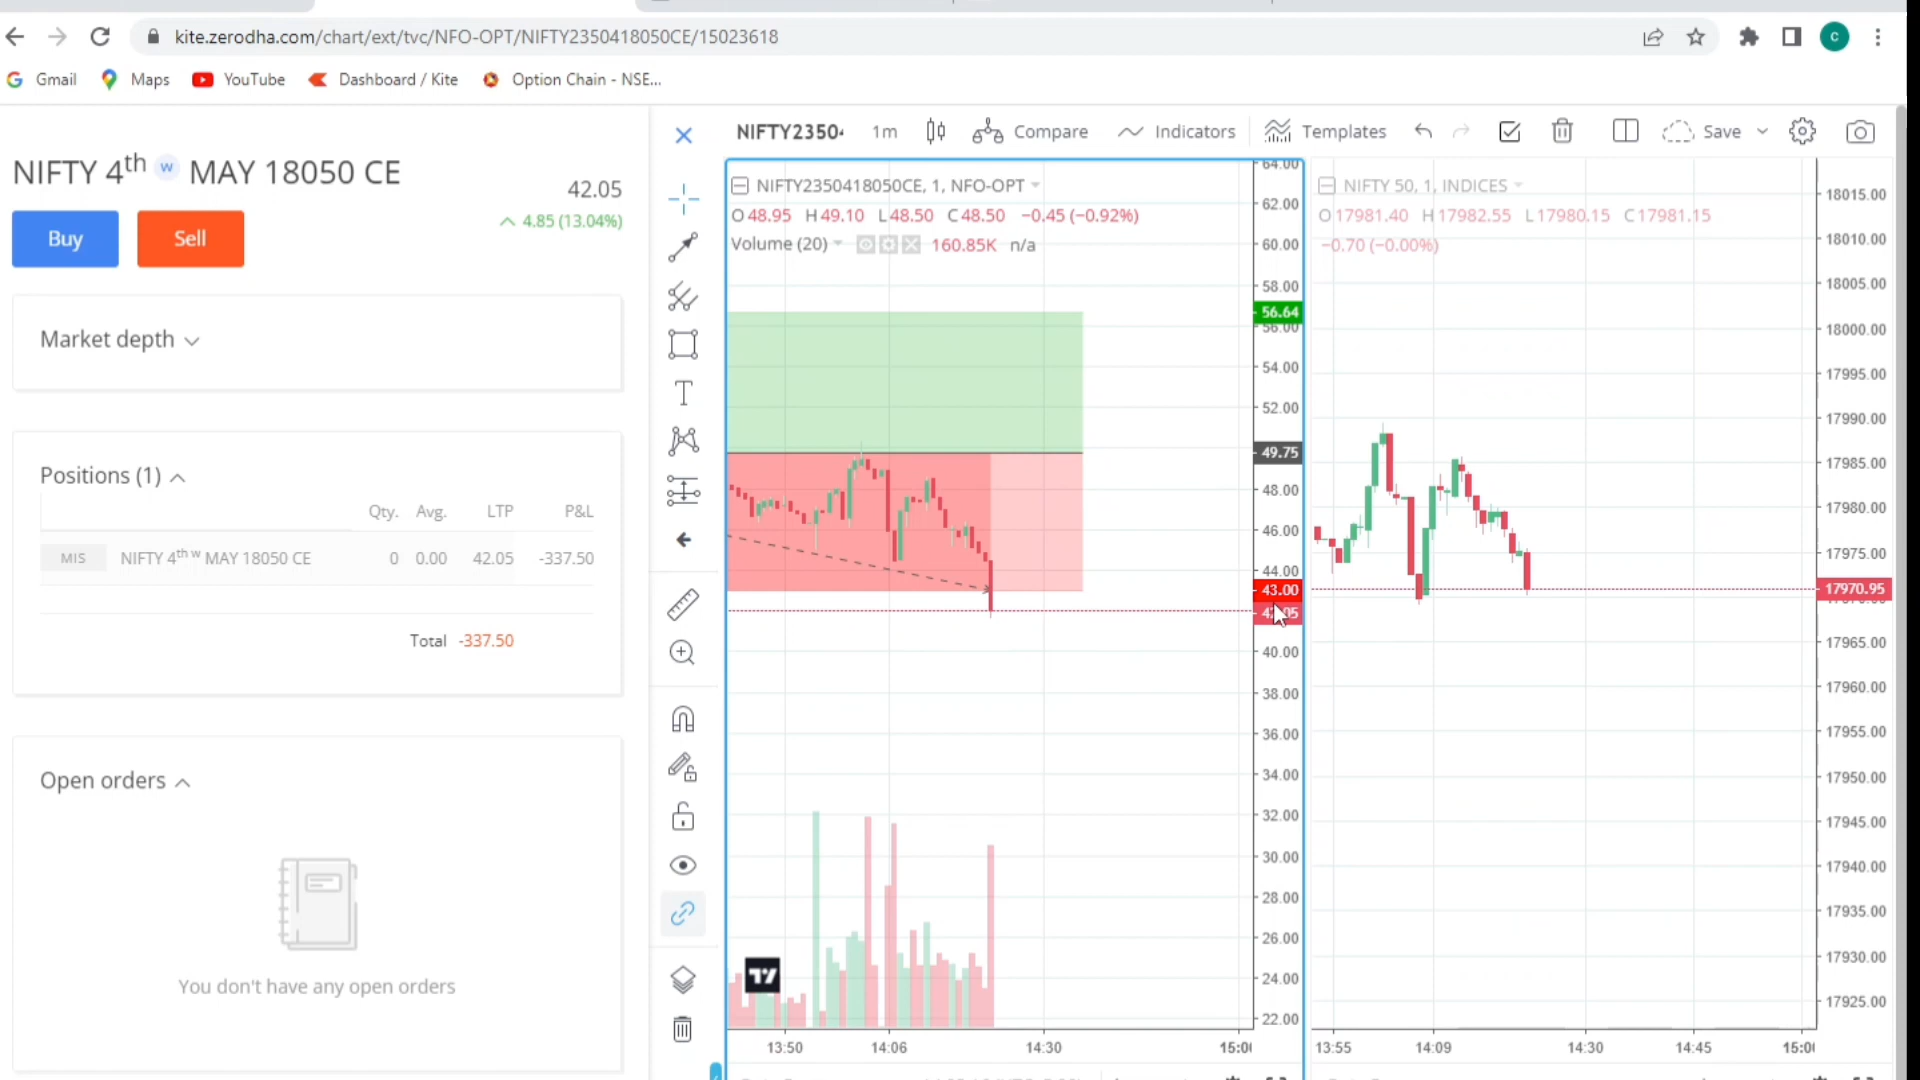 kite.zerodha.com/chart/ext/tvc/NFO-OPT/NIFTY2350418050CE/15023618
C
Gmail Maps YouTube Dashboard / Kite Option Chain - NSE...
NIFTY 4th w MAY 18050 CE
42.05
4.85 (13.04%)
Buy Sell
Market depth
Positions (1)
Qty. Avg. LTP P&L
MIS NIFTY 4th w MAY 18050 CE 0 0.00 42.05 -337.50
Total -337.50
Open orders
You don't have any open orders
NIFTY2350 1m Compare Indicators Templates Save
NIFTY2350418050CE, 1, NFO-OPT
O48.95 H49.10 L48.50 C48.50 −0.45 (−0.92%)
Volume (20) 160.85K n/a
64.00
62.00
60.00
58.00
56.64
56.00
54.00
52.00
49.75
48.00
46.00
44.00
43.00
40.00
38.00
36.00
34.00
32.00
30.00
28.00
26.00
24.00
22.00
13:50 14:06 14:30
NIFTY 50, 1, INDICES
O17981.40 H17982.55 L17980.15 C17981.15
−0.70 (−0.00%)
18015.00
18010.00
18005.00
18000.00
17995.00
17990.00
17985.00
17980.00
17975.00
17970.95
17965.00
17960.00
17955.00
17950.00
17945.00
17940.00
17935.00
17930.00
17925.00
13:55 14:09 14:30 14:45